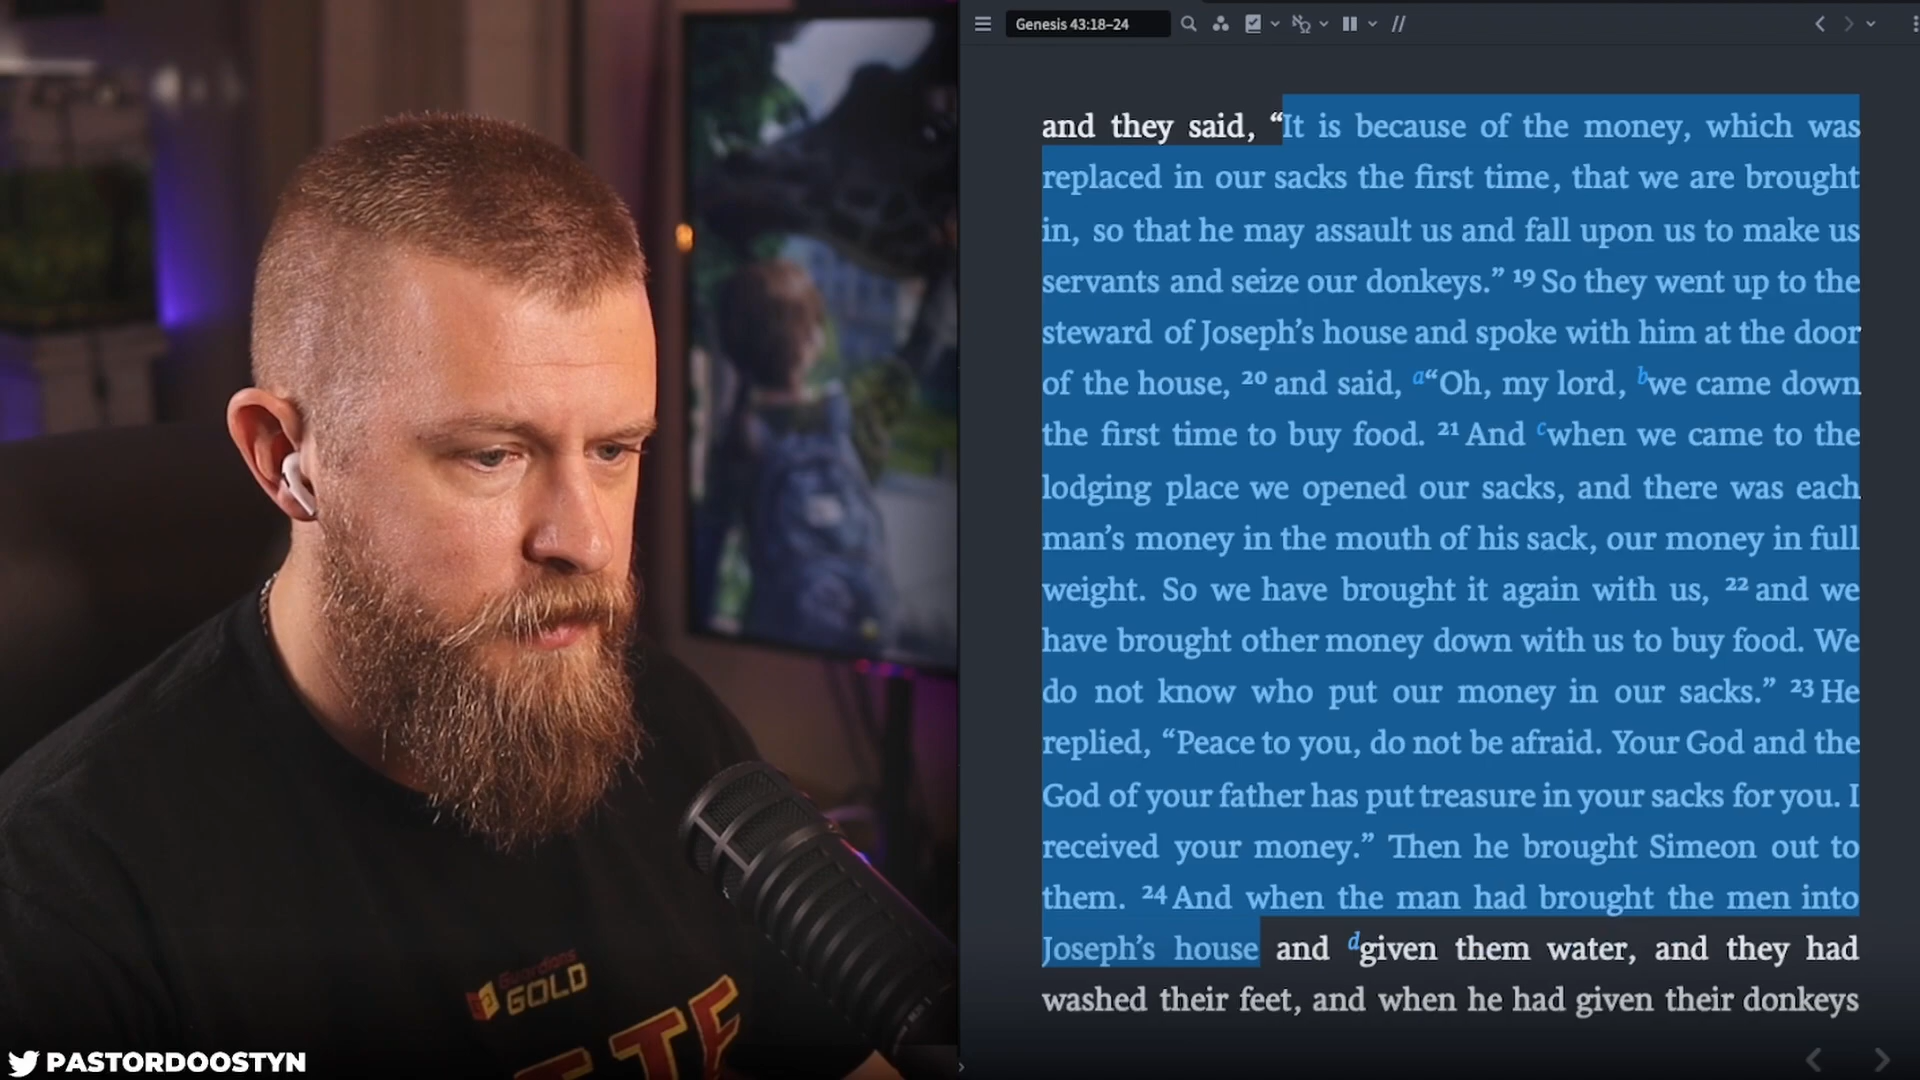 Genesis 43:18–24
and they said, “It is because of the money, which was
replaced in our sacks the first time, that we are brought
in, so that he may assault us and fall upon us to make us
servants and seize our donkeys.” 19 So they went up to the
steward of Joseph’s house and spoke with him at the door
of the house, 20 and said, a“Oh, my lord, bwe came down
the first time to buy food. 21 And cwhen we came to the
lodging place we opened our sacks, and there was each
man’s money in the mouth of his sack, our money in full
weight. So we have brought it again with us, 22 and we
have brought other money down with us to buy food. We
do not know who put our money in our sacks.” 23 He
replied, “Peace to you, do not be afraid. Your God and the
God of your father has put treasure in your sacks for you. I
received your money.” Then he brought Simeon out to
them. 24 And when the man had brought the men into
Joseph’s house and dgiven them water, and they had
washed their feet, and when he had given their donkeys
Guardians
GOLD
PASTORDOOSTYN